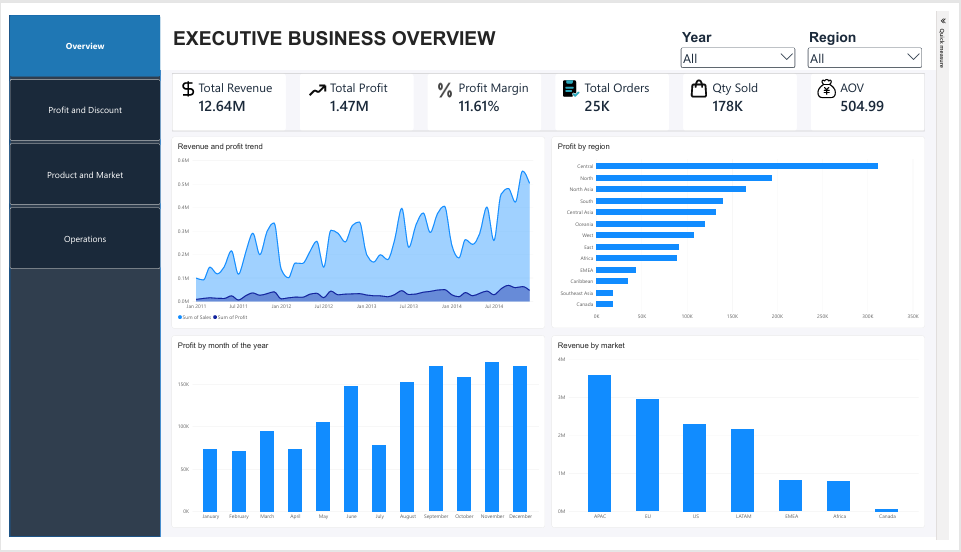 Overview
Profit and Discount
Product and Market
Operations
EXECUTIVE BUSINESS OVERVIEW
Year
All
Region
All
Quick measure
Total Revenue
12.64M
Total Profit
1.47M
Profit Margin
11.61%
Total Orders
25K
Qty Sold
178K
AOV
504.99
Revenue and profit trend
0.6M
0.5M
0.4M
0.3M
0.2M
0.1M
0.0M
Jan 2011 Jul 2011 Jan 2012 Jul 2012 Jan 2013 Jul 2013 Jan 2014 Jul 2014
Sum of Sales Sum of Profit
Profit by region
Central
North
North Asia
South
Central Asia
Oceania
West
East
Africa
EMEA
Caribbean
Southeast Asia
Canada
0K 50K 100K 150K 200K 250K 300K 350K
Profit by month of the year
150K
100K
50K
0K
January February March April May June July August September October November December
Revenue by market
4M
3M
2M
1M
0M
APAC EU US LATAM EMEA Africa Canada